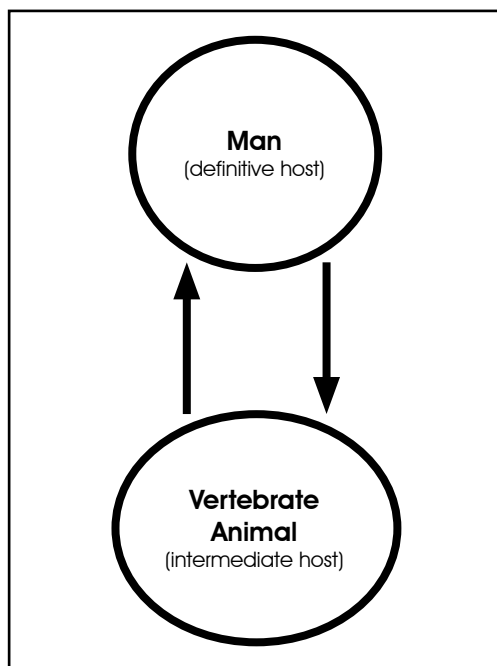 Man
(definitive host)
Vertebrate
Animal
(intermediate host)